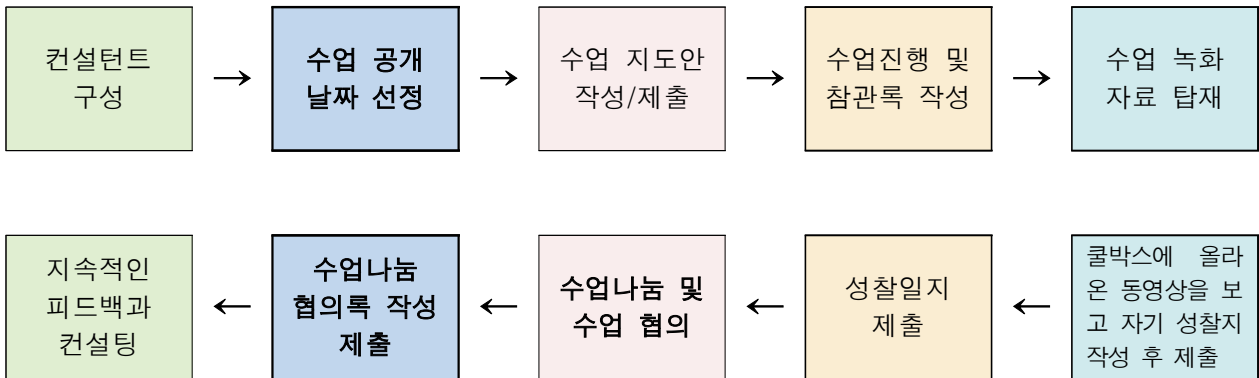 컨설턴트
구성
→
수업 공개
날짜 선정
→
수업 지도안
작성/제출
→
수업진행 및
참관록 작성
→
수업 녹화
자료 탑재
지속적인
피드백과
컨설팅
←
수업나눔
협의록 작성
제출
←
수업나눔 및
수업 협의
←
성찰일지
제출
←
쿨박스에 올라
온 동영상을 보
고 자기 성찰지
작성 후 제출